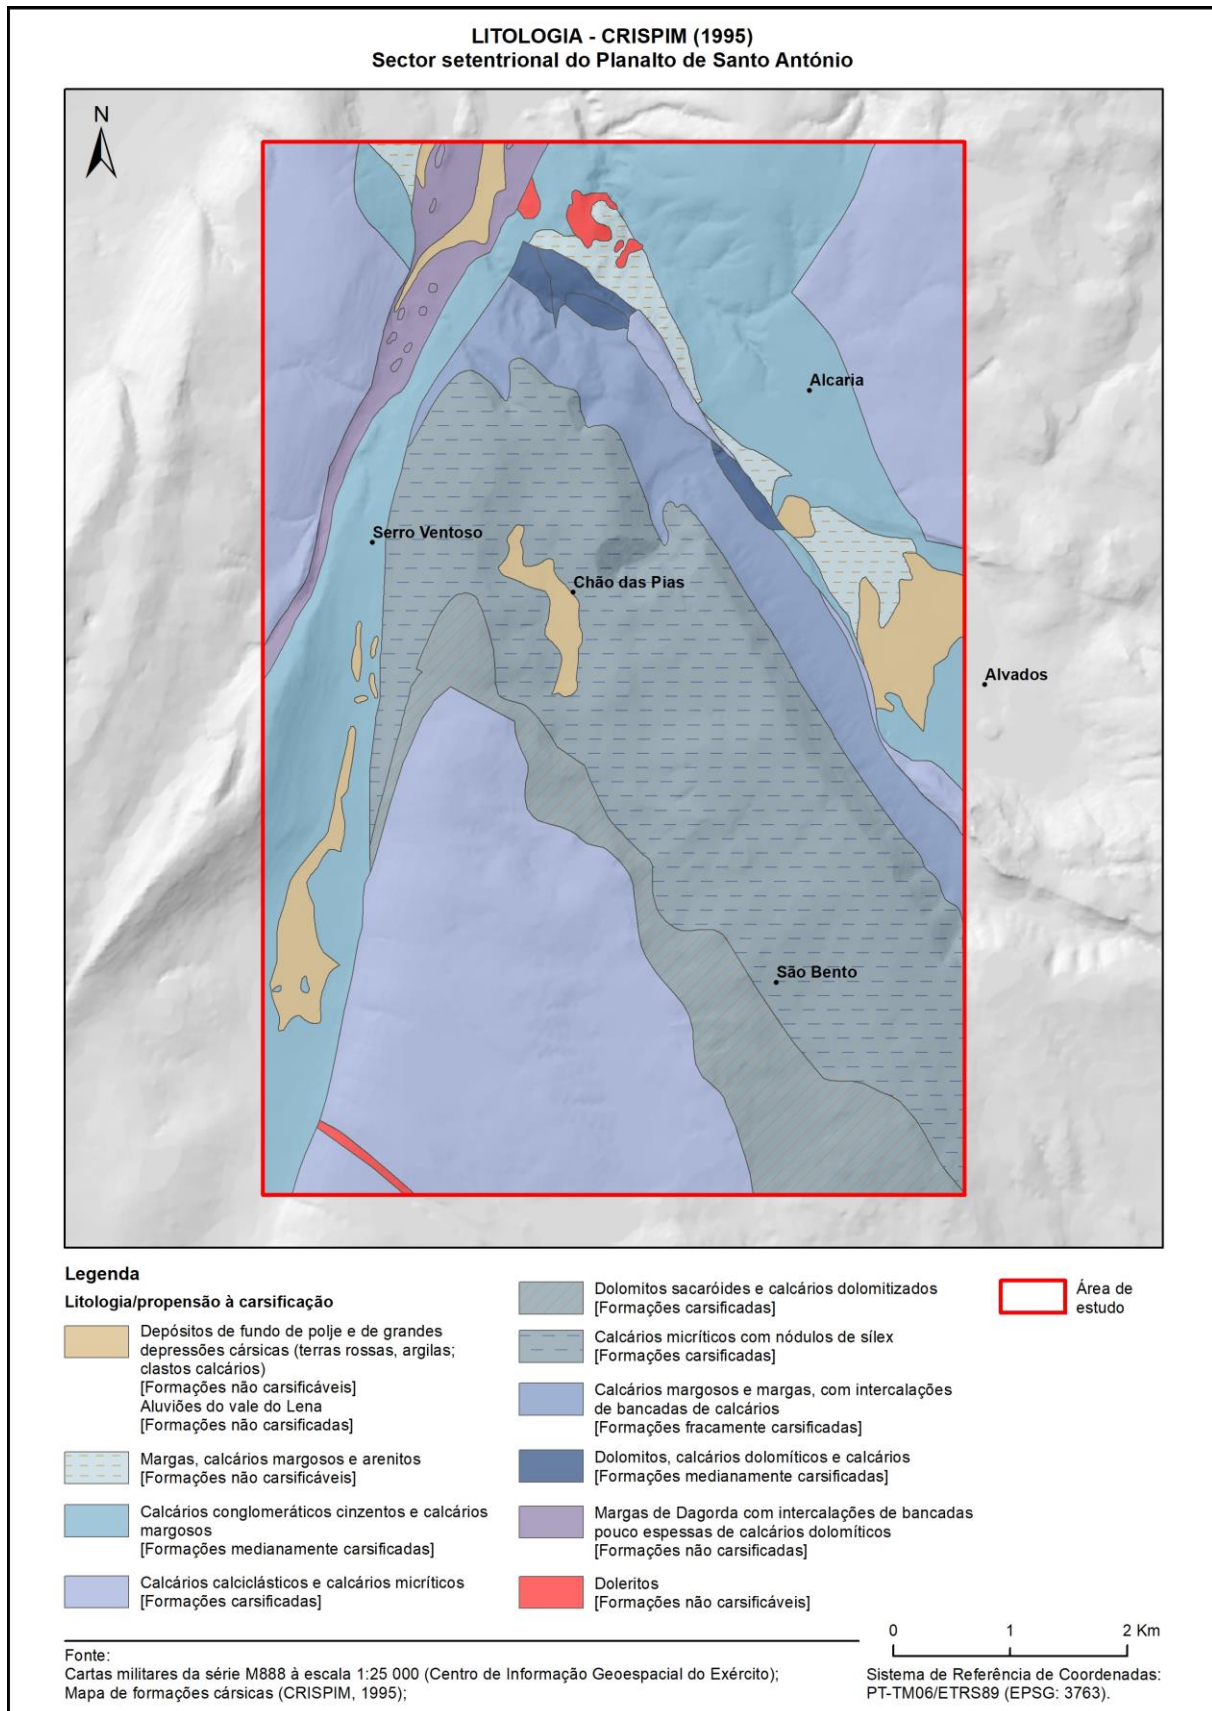 LITOLOGIA - CRISPIM (1995)
Sector setentrional do Planalto de Santo António
N
Alcaria
Serro Ventoso
Chão das Pias
Alvados
São Bento
Legenda
Litologia/propensão à carsificação
Depósitos de fundo de polje e de grandes
depressões cársicas (terras rossas, argilas;
clastos calcários)
[Formações não carsificáveis]
Aluviões do vale do Lena
[Formações não carsificadas]
Margas, calcários margosos e arenitos
[Formações não carsificáveis]
Calcários conglomeráticos cinzentos e calcários
margosos
[Formações medianamente carsificadas]
Calcários calciclásticos e calcários micríticos
[Formações carsificadas]
Dolomitos sacaróides e calcários dolomitizados
[Formações carsificadas]
Calcários micríticos com nódulos de sílex
[Formações carsificadas]
Calcários margosos e margas, com intercalações
de bancadas de calcários
[Formações fracamente carsificadas]
Dolomitos, calcários dolomíticos e calcários
[Formações medianamente carsificadas]
Margas de Dagorda com intercalações de bancadas
pouco espessas de calcários dolomíticos
[Formações não carsificadas]
Doleritos
[Formações não carsificáveis]
Área de
estudo
0 1 2 Km
Fonte:
Cartas militares da série M888 à escala 1:25 000 (Centro de Informação Geoespacial do Exército);
Mapa de formações cársicas (CRISPIM, 1995);
Sistema de Referência de Coordenadas:
PT-TM06/ETRS89 (EPSG: 3763).